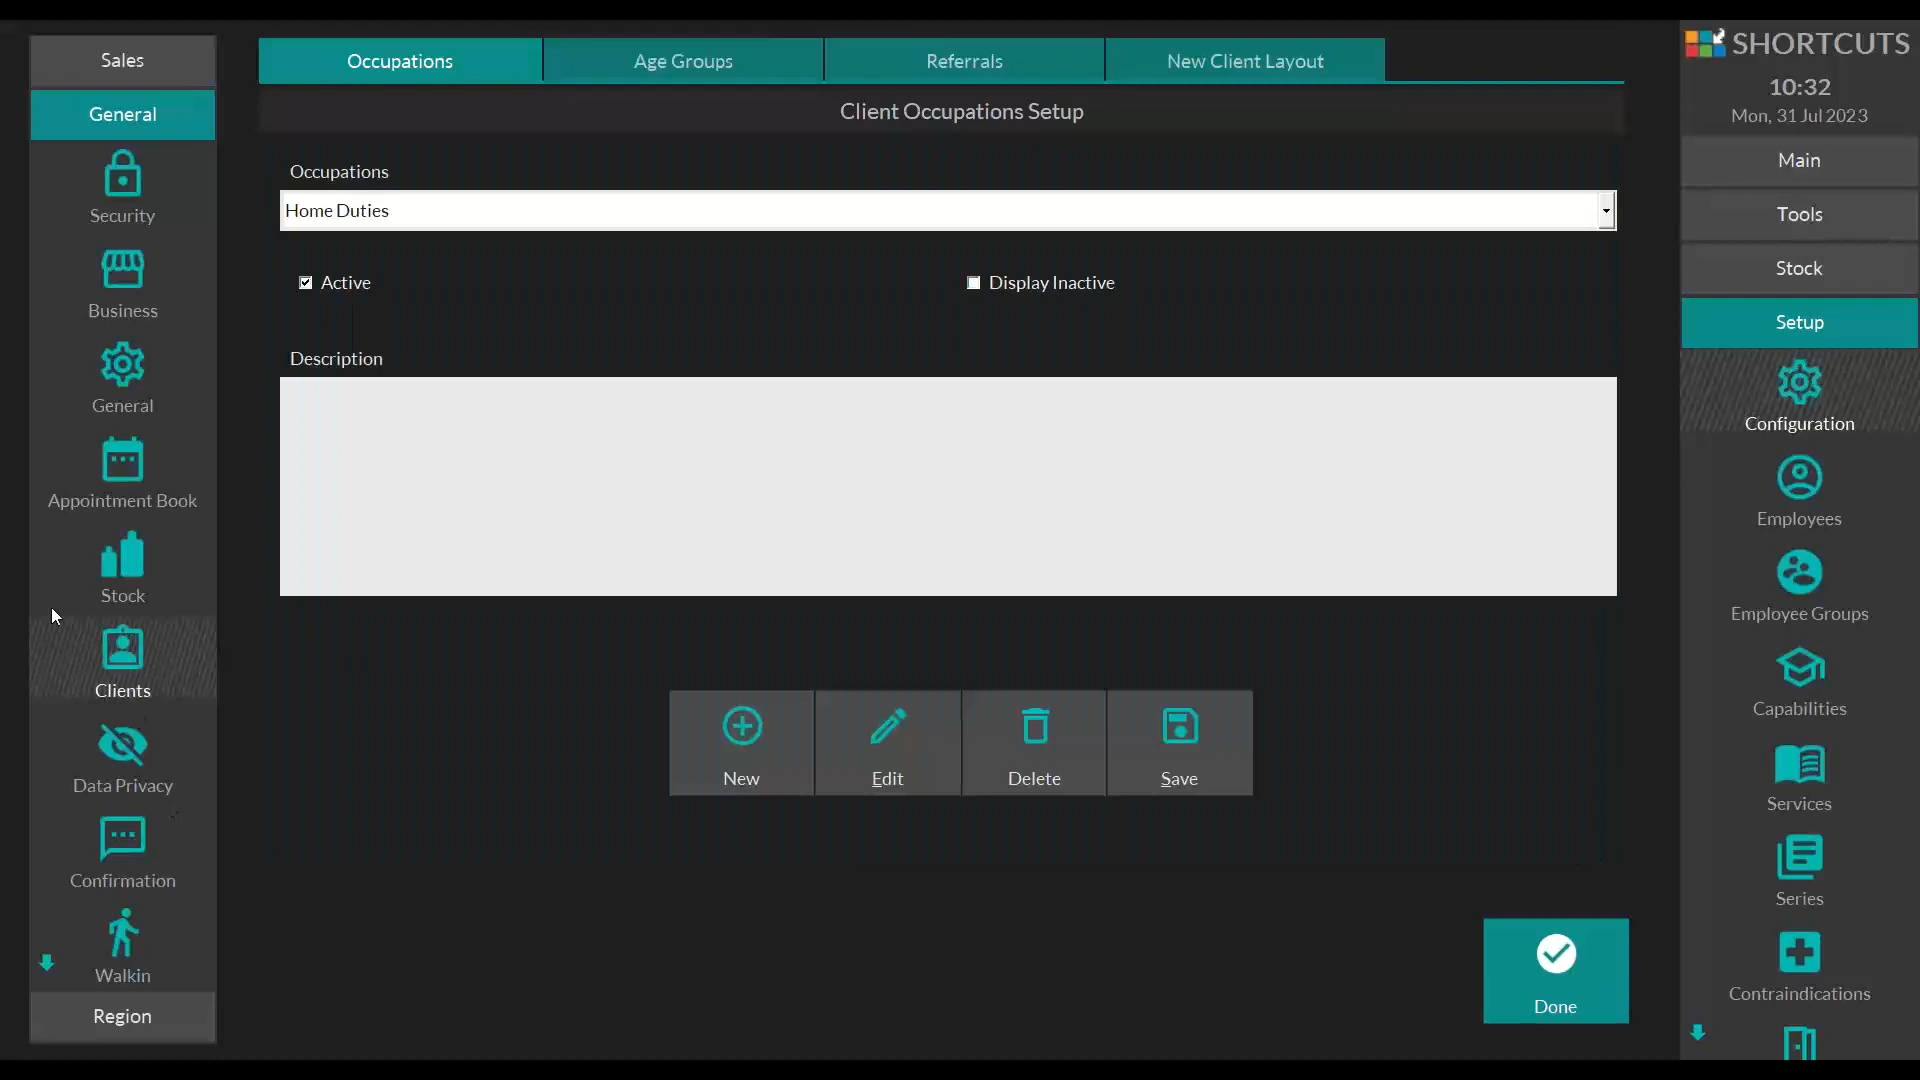 Sales
General
Security
Business
General
Appointment Book
Stock
Clients
Data Privacy
Confirmation
Walkin
Region
Occupations
Age Groups
Referrals
New Client Layout
Client Occupations Setup
Occupations
Home Duties
Active
Display Inactive
Description
New
Edit
Delete
Save
Done
SHORTCUTS
10:32
Mon, 31 Jul 2023
Main
Tools
Stock
Setup
Configuration
Employees
Employee Groups
Capabilities
Services
Series
Contraindications